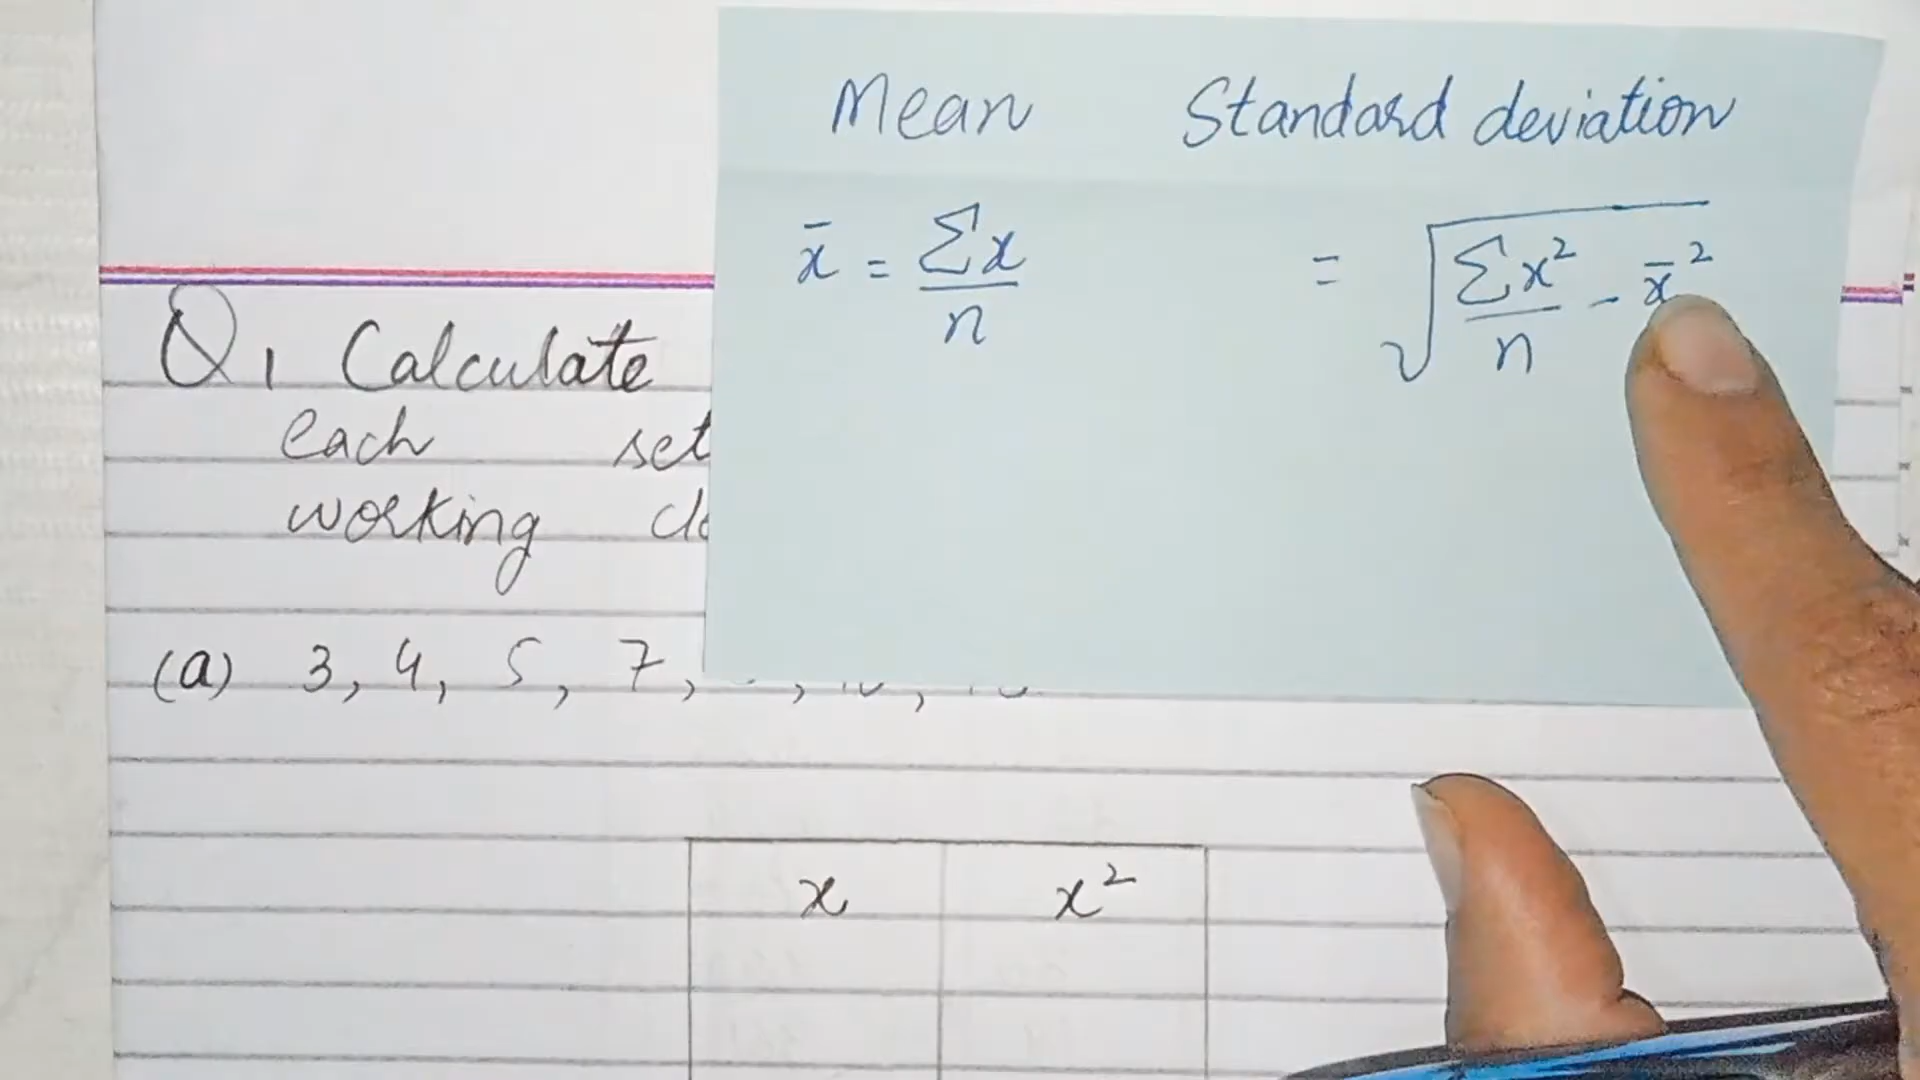 Mean Standard deviation
x̄ = Σx/n = √(Σx²/n - x̄²)
Q1 Calculate
each set
working
(a) 3, 4, 5, 7,
x x²